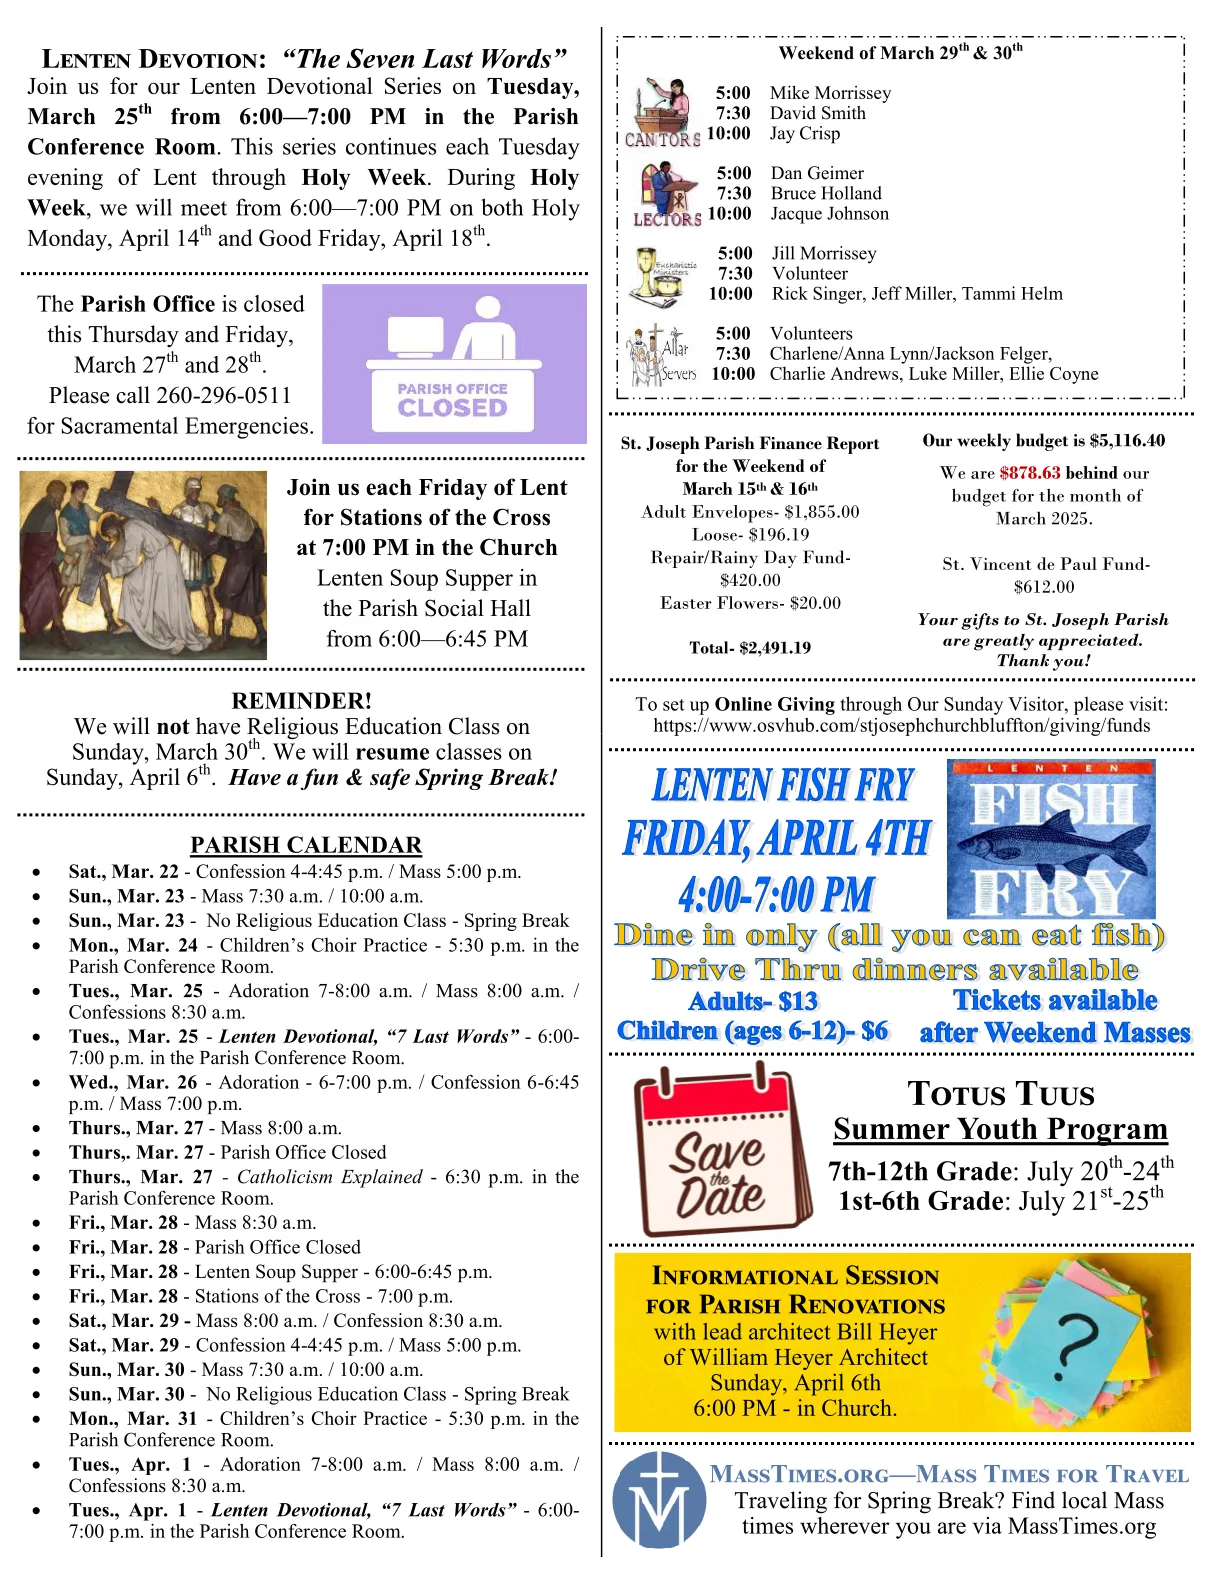 LENTEN DEVOTION: “The Seven Last Words”
Join us for our Lenten Devotional Series on Tuesday,
March 25th from 6:00—7:00 PM in the Parish
Conference Room. This series continues each Tuesday
evening of Lent through Holy Week. During Holy
Week, we will meet from 6:00—7:00 PM on both Holy
Monday, April 14th and Good Friday, April 18th.
The Parish Office is closed
this Thursday and Friday,
March 27th and 28th.
Please call 260-296-0511
for Sacramental Emergencies.
PARISH OFFICE
CLOSED
Join us each Friday of Lent
for Stations of the Cross
at 7:00 PM in the Church
Lenten Soup Supper in
the Parish Social Hall
from 6:00—6:45 PM
REMINDER!
We will not have Religious Education Class on
Sunday, March 30th. We will resume classes on
Sunday, April 6th. Have a fun & safe Spring Break!
PARISH CALENDAR
• Sat., Mar. 22 - Confession 4-4:45 p.m. / Mass 5:00 p.m.
• Sun., Mar. 23 - Mass 7:30 a.m. / 10:00 a.m.
• Sun., Mar. 23 - No Religious Education Class - Spring Break
• Mon., Mar. 24 - Children’s Choir Practice - 5:30 p.m. in the
Parish Conference Room.
• Tues., Mar. 25 - Adoration 7-8:00 a.m. / Mass 8:00 a.m. /
Confessions 8:30 a.m.
• Tues., Mar. 25 - Lenten Devotional, “7 Last Words” - 6:00-
7:00 p.m. in the Parish Conference Room.
• Wed., Mar. 26 - Adoration - 6-7:00 p.m. / Confession 6-6:45
p.m. / Mass 7:00 p.m.
• Thurs., Mar. 27 - Mass 8:00 a.m.
• Thurs,. Mar. 27 - Parish Office Closed
• Thurs., Mar. 27 - Catholicism Explained - 6:30 p.m. in the
Parish Conference Room.
• Fri., Mar. 28 - Mass 8:30 a.m.
• Fri., Mar. 28 - Parish Office Closed
• Fri., Mar. 28 - Lenten Soup Supper - 6:00-6:45 p.m.
• Fri., Mar. 28 - Stations of the Cross - 7:00 p.m.
• Sat., Mar. 29 - Mass 8:00 a.m. / Confession 8:30 a.m.
• Sat., Mar. 29 - Confession 4-4:45 p.m. / Mass 5:00 p.m.
• Sun., Mar. 30 - Mass 7:30 a.m. / 10:00 a.m.
• Sun., Mar. 30 - No Religious Education Class - Spring Break
• Mon., Mar. 31 - Children’s Choir Practice - 5:30 p.m. in the
Parish Conference Room.
• Tues., Apr. 1 - Adoration 7-8:00 a.m. / Mass 8:00 a.m. /
Confessions 8:30 a.m.
• Tues., Apr. 1 - Lenten Devotional, “7 Last Words” - 6:00-
7:00 p.m. in the Parish Conference Room.
Weekend of March 29th & 30th
CANTORS
5:00 Mike Morrissey
7:30 David Smith
10:00 Jay Crisp
LECTORS
5:00 Dan Geimer
7:30 Bruce Holland
10:00 Jacque Johnson
Eucharistic
Ministers
5:00 Jill Morrissey
7:30 Volunteer
10:00 Rick Singer, Jeff Miller, Tammi Helm
Altar
Servers
5:00 Volunteers
7:30 Charlene/Anna Lynn/Jackson Felger,
10:00 Charlie Andrews, Luke Miller, Ellie Coyne
St. Joseph Parish Finance Report
for the Weekend of
March 15th & 16th
Adult Envelopes- $1,855.00
Loose- $196.19
Repair/Rainy Day Fund-
$420.00
Easter Flowers- $20.00
Total- $2,491.19
Our weekly budget is $5,116.40
We are $878.63 behind our
budget for the month of
March 2025.
St. Vincent de Paul Fund-
$612.00
Your gifts to St. Joseph Parish
are greatly appreciated.
Thank you!
To set up Online Giving through Our Sunday Visitor, please visit:
https://www.osvhub.com/stjosephchurchbluffton/giving/funds
LENTEN FISH FRY
FRIDAY, APRIL 4TH
4:00-7:00 PM
LENTEN
FISH
FRY
Dine in only (all you can eat fish)
Drive Thru dinners available
Adults- $13
Children (ages 6-12)- $6
Tickets available
after Weekend Masses
Save
the
Date
TOTUS TUUS
Summer Youth Program
7th-12th Grade: July 20th-24th
1st-6th Grade: July 21st-25th
INFORMATIONAL SESSION
FOR PARISH RENOVATIONS
with lead architect Bill Heyer
of William Heyer Architect
Sunday, April 6th
6:00 PM - in Church.
?
M
MASSTIMES.ORG—MASS TIMES FOR TRAVEL
Traveling for Spring Break? Find local Mass
times wherever you are via MassTimes.org